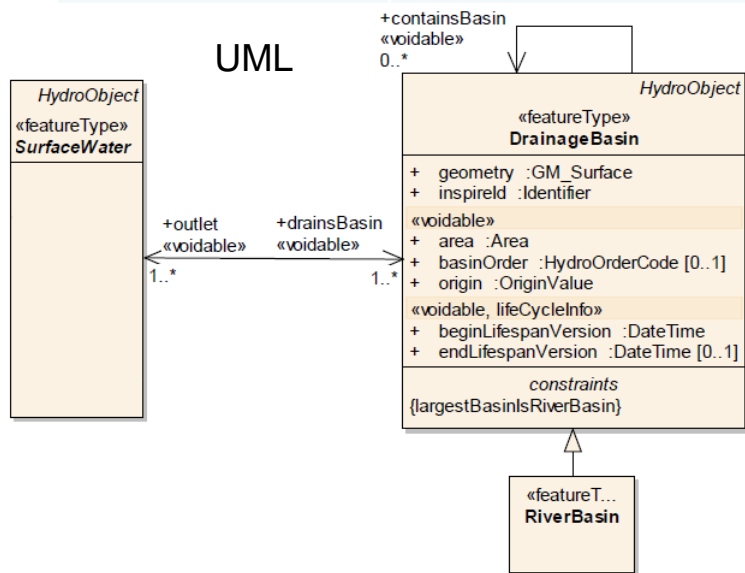 +containsBasin
«voidable»
0..*
UML
HydroObject
«featureType»
SurfaceWater
+outlet
«voidable»
1..*
+drainsBasin
«voidable»
1..*
HydroObject
«featureType»
DrainageBasin
+ geometry :GM_Surface
+ inspireId :Identifier
«voidable»
+ area :Area
+ basinOrder :HydroOrderCode [0..1]
+ origin :OriginValue
«voidable, lifeCycleInfo»
+ beginLifespanVersion :DateTime
+ endLifespanVersion :DateTime [0..1]
constraints
{largestBasinIsRiverBasin}
«featureT...
RiverBasin